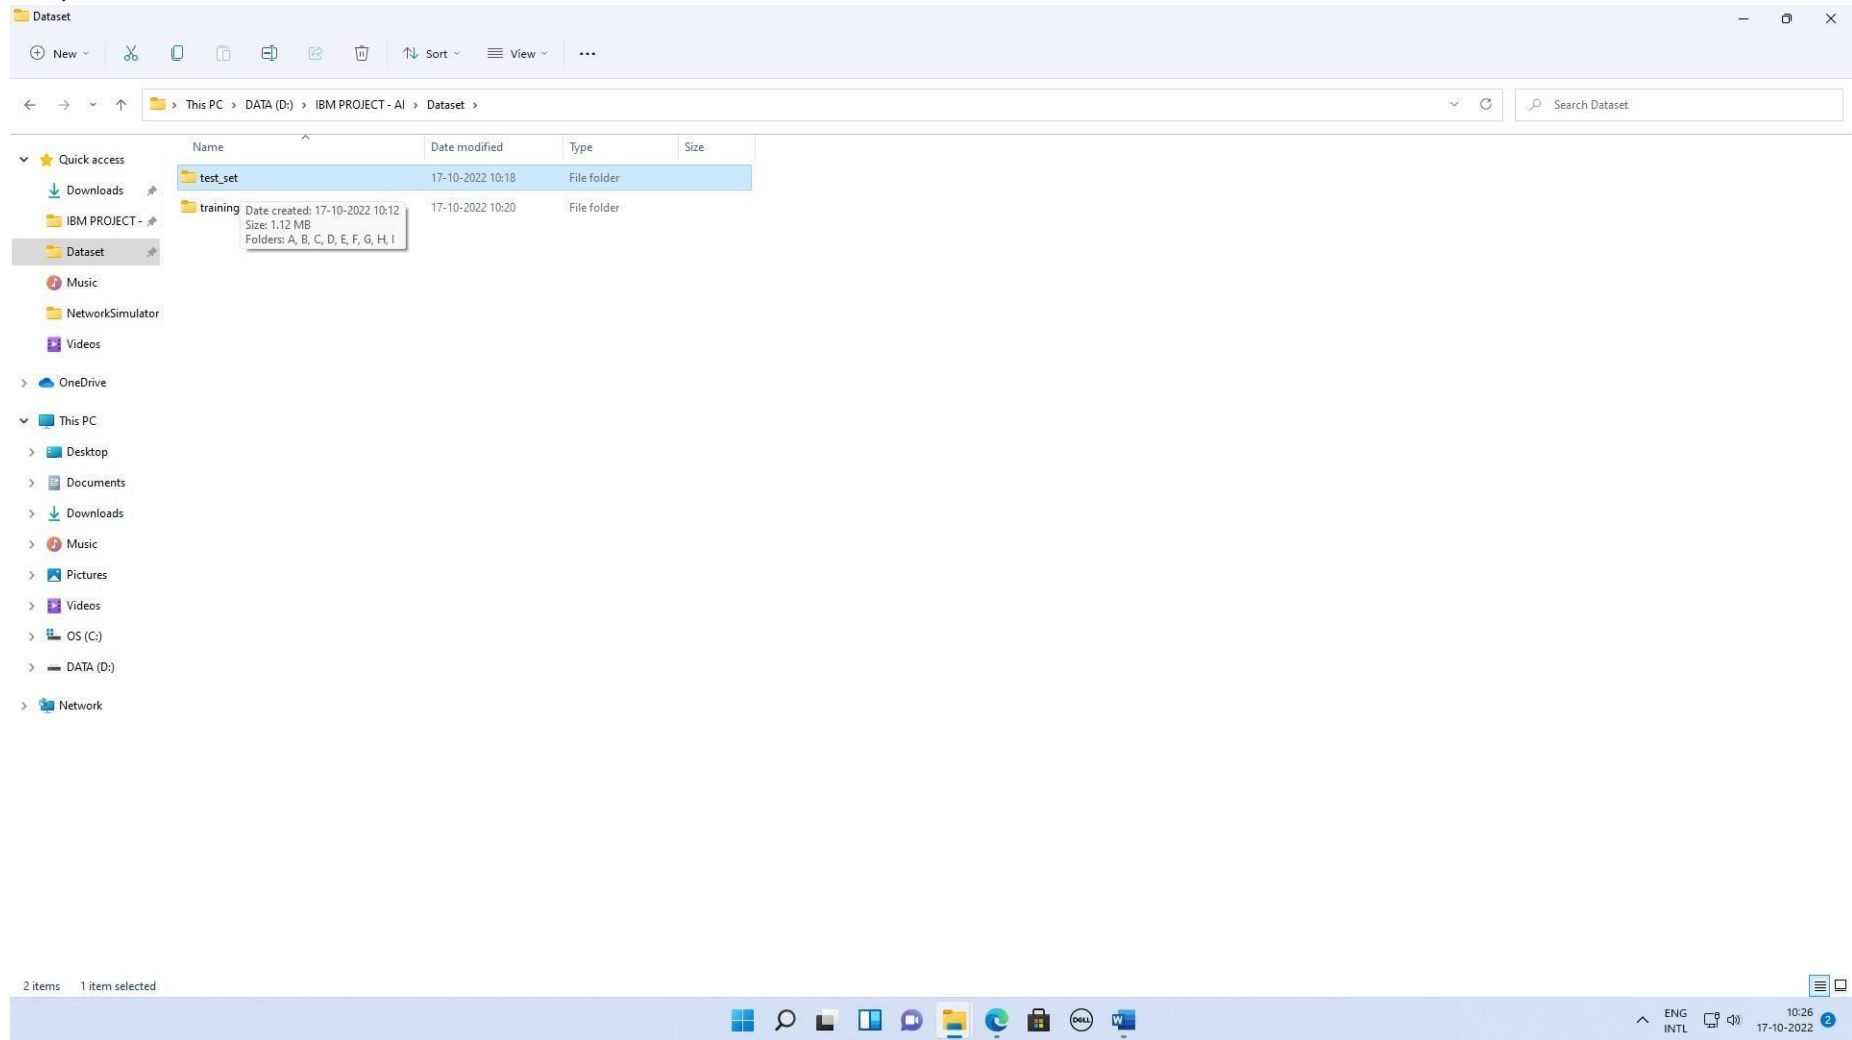 Dataset
New
Sort
View
This PC > DATA (D:) > IBM PROJECT - AI > Dataset >
Search Dataset
Name Date modified Type Size
Quick access
Downloads
IBM PROJECT -
Dataset
Music
NetworkSimulator
Videos
OneDrive
This PC
Desktop
Documents
Downloads
Music
Pictures
Videos
OS (C:)
DATA (D:)
Network
test_set 17-10-2022 10:18 File folder
training 17-10-2022 10:20 File folder
Date created: 17-10-2022 10:12
Size: 1.12 MB
Folders: A, B, C, D, E, F, G, H, I
2 items 1 item selected
DELL
W
ENG
INTL
10:26
17-10-2022
2